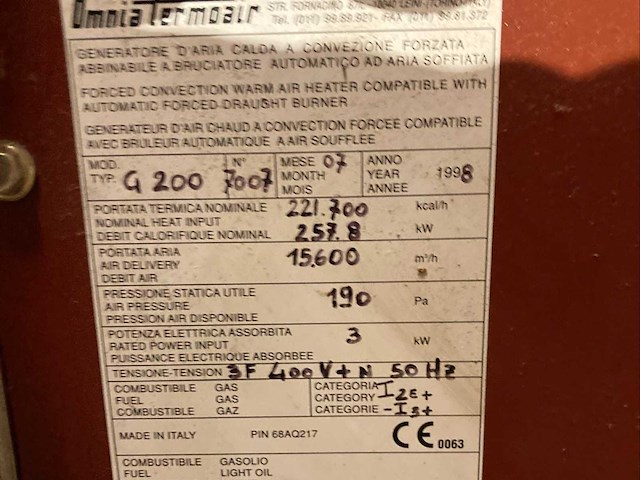 Omnia Termoair
GENERATORE D'ARIA CALDA A CONVEZIONE FORZATA
ABBINABILE A BRUCIATORE AUTOMATICO AD ARIA SOFFIATA
FORCED CONVECTION WARM AIR HEATER COMPATIBLE WITH
AUTOMATIC FORCED DRAUGHT BURNER
GENERATEUR D'AIR CHAUD A CONVECTION FORCEE COMPATIBLE
AVEC BRULEUR AUTOMATIQUE A AIR SOUFFLEE
MOD. TYP. G 200 N° 7007 MESE MONTH MOIS 07 ANNO YEAR ANNEE 1998
PORTATA TERMICA NOMINALE 221.700 kcal/h
NOMINAL HEAT INPUT
DEBIT CALORIFIQUE NOMINAL 257.8 kW
PORTATA ARIA
AIR DELIVERY 15.600 m³/h
DEBIT AIR
PRESSIONE STATICA UTILE
AIR PRESSURE 190 Pa
PRESSION AIR DISPONIBLE
POTENZA ELETTRICA ASSORBITA
RATED POWER INPUT 3 kW
PUISSANCE ELECTRIQUE ABSORBEE
TENSIONE-TENSION 3F 400V+N 50 Hz
COMBUSTIBILE GAS CATEGORIA I2E+
FUEL GAS CATEGORY
COMBUSTIBLE GAZ CATEGORIE - I3+
MADE IN ITALY PIN 68AQ217 CE 0063
COMBUSTIBILE GASOLIO
FUEL LIGHT OIL